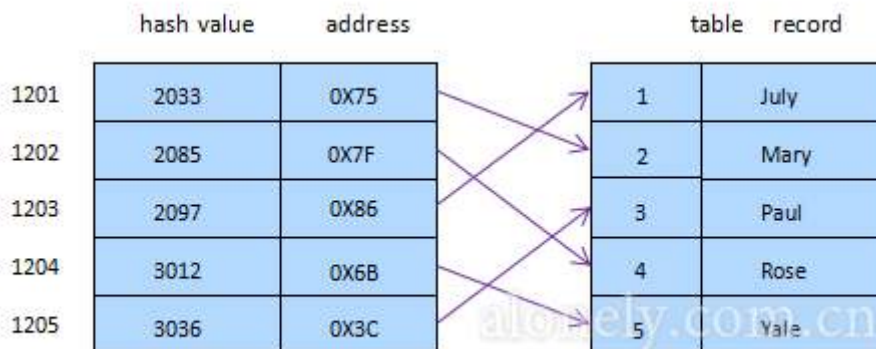 hash value address table record
1201 2033 0X75 1 July
1202 2085 0X7F 2 Mary
1203 2097 0X86 3 Paul
1204 3012 0X6B 4 Rose
1205 3036 0X3C 5 Yale
alonely.com.cn